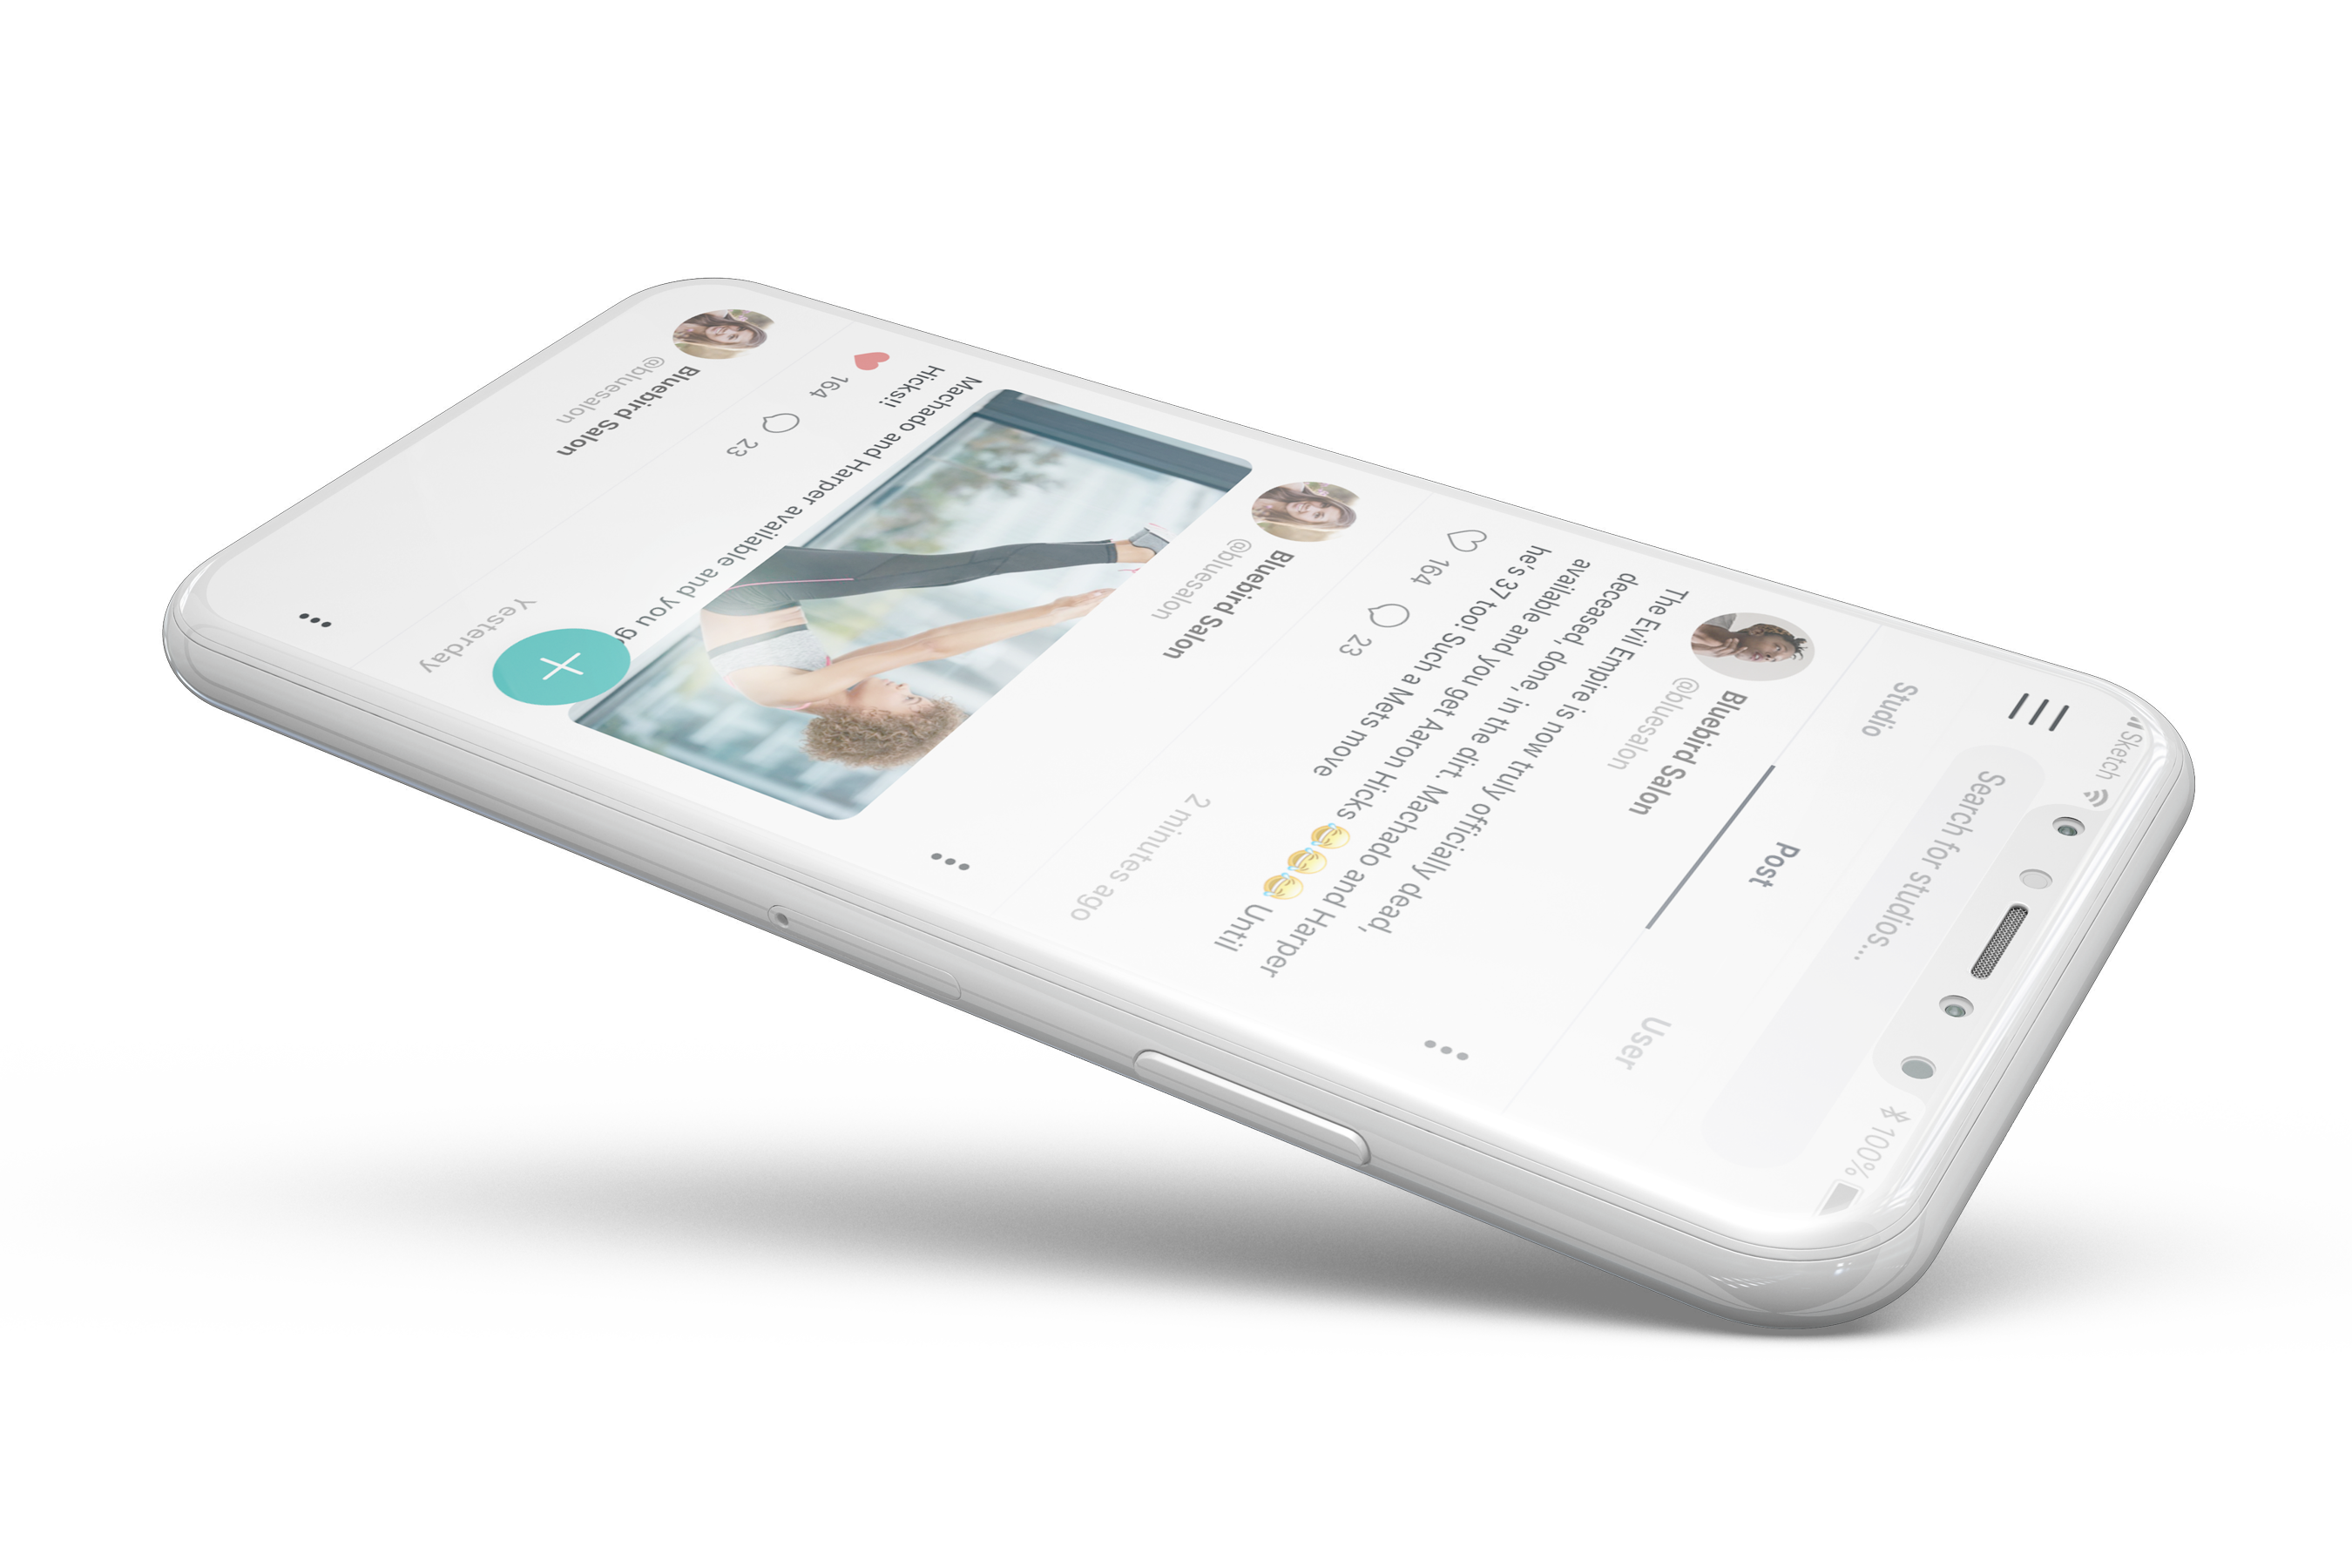 Sketch
100%
Search for studios...
Studio
Post
User
Bluebird Salon
@bluesalon
The Evil Empire is now truly officially dead,
deceased, done, in the dirt. Machado and Harper
available and you get Aaron Hicks 😂😂😂 Until
he's 37 too! Such a Mets move
164
23
2 minutes ago
Bluebird Salon
@bluesalon
Machado and Harper available and you
Hicks!!
164
23
Yesterday
Bluebird Salon
@bluesalon